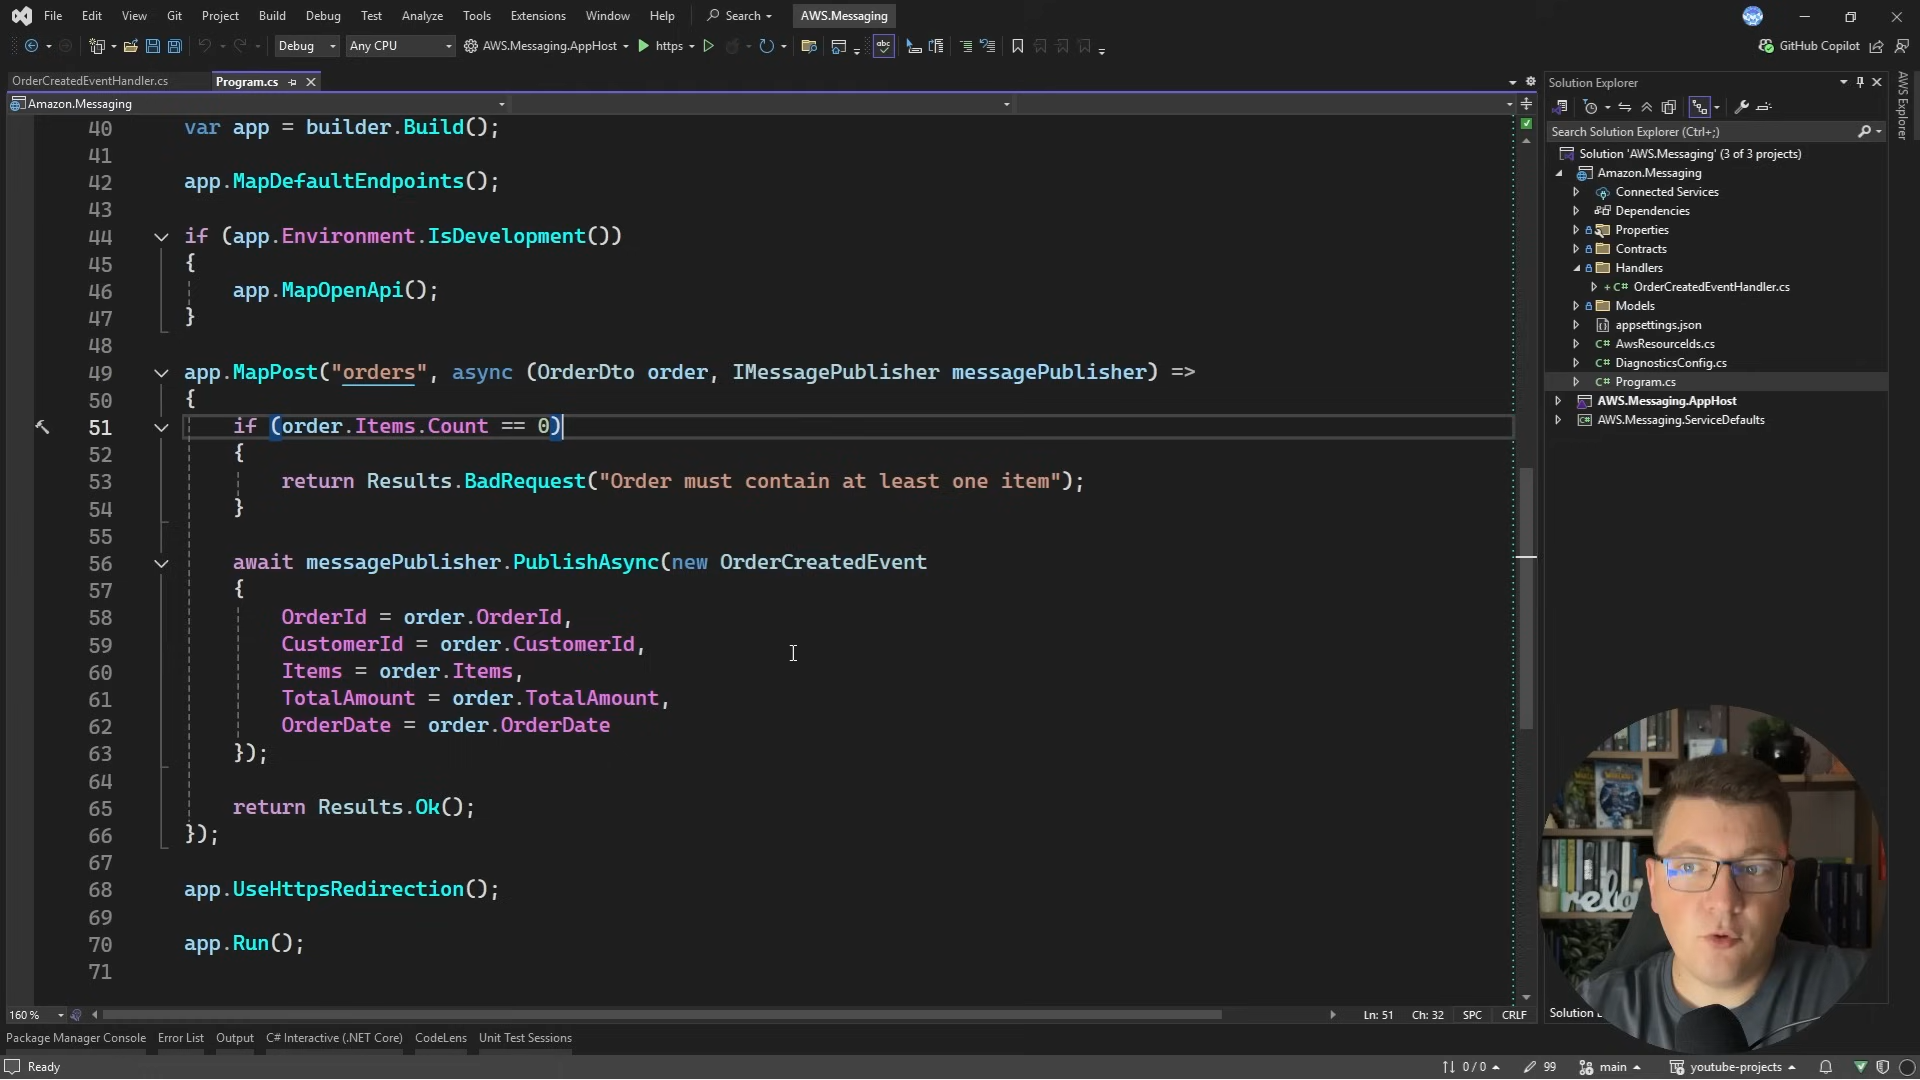 File Edit View Git Project Build Debug Test Analyze Tools Extensions Window Help Search AWS.Messaging
Debug Any CPU AWS.Messaging.AppHost https GitHub Copilot
OrderCreatedEventHandler.cs Program.cs
Amazon.Messaging
40 var app = builder.Build();
41
42 app.MapDefaultEndpoints();
43
44 if (app.Environment.IsDevelopment())
45 {
46 app.MapOpenApi();
47 }
48
49 app.MapPost("orders", async (OrderDto order, IMessagePublisher messagePublisher) =>
50 {
51 if (order.Items.Count == 0)
52 {
53 return Results.BadRequest("Order must contain at least one item");
54 }
55
56 await messagePublisher.PublishAsync(new OrderCreatedEvent
57 {
58 OrderId = order.OrderId,
59 CustomerId = order.CustomerId,
60 Items = order.Items,
61 TotalAmount = order.TotalAmount,
62 OrderDate = order.OrderDate
63 });
64
65 return Results.Ok();
66 });
67
68 app.UseHttpsRedirection();
69
70 app.Run();
71
160 % Ln: 51 Ch: 32 SPC CRLF
Package Manager Console Error List Output C# Interactive (.NET Core) CodeLens Unit Test Sessions
Ready 0 / 0 99 main youtube-projects
Solution Explorer
Search Solution Explorer (Ctrl+;)
Solution 'AWS.Messaging' (3 of 3 projects)
Amazon.Messaging
Connected Services
Dependencies
Properties
Contracts
Handlers
+ C# OrderCreatedEventHandler.cs
Models
appsettings.json
C# AwsResourceIds.cs
C# DiagnosticsConfig.cs
C# Program.cs
AWS.Messaging.AppHost
AWS.Messaging.ServiceDefaults
AWS Explorer
Solution